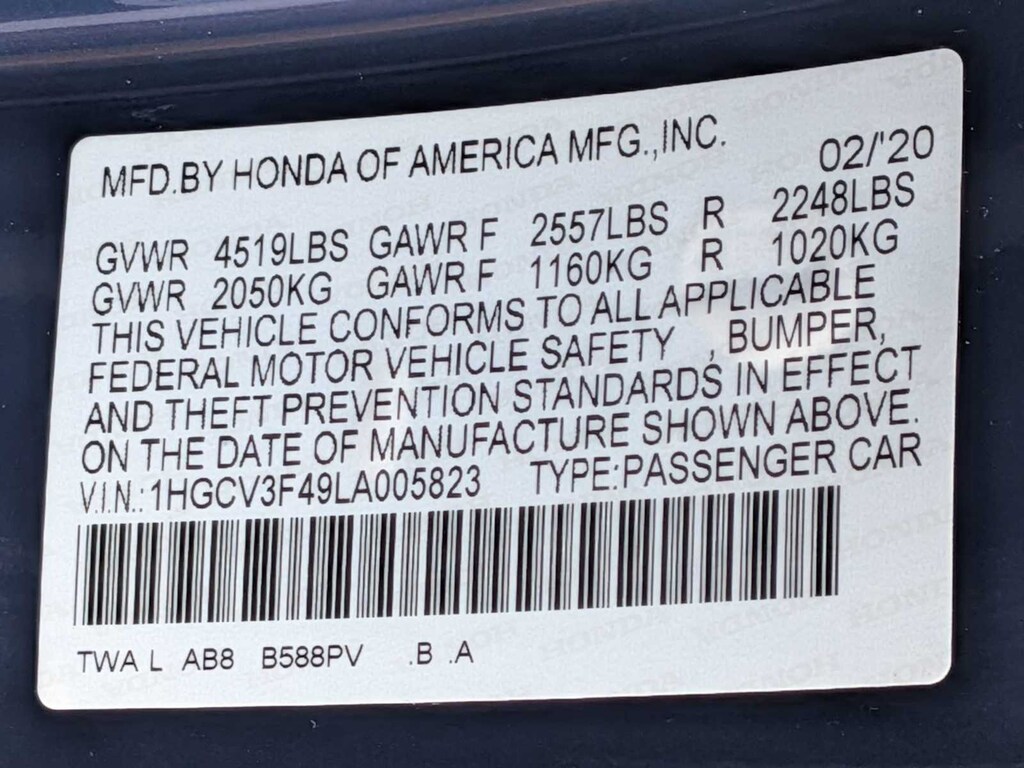 MFD.BY HONDA OF AMERICA MFG.,INC. 02/'20
GVWR 4519LBS GAWR F 2557LBS R 2248LBS
GVWR 2050KG GAWR F 1160KG R 1020KG
THIS VEHICLE CONFORMS TO ALL APPLICABLE
FEDERAL MOTOR VEHICLE SAFETY , BUMPER,
AND THEFT PREVENTION STANDARDS IN EFFECT
ON THE DATE OF MANUFACTURE SHOWN ABOVE.
V.I.N.: 1HGCV3F49LA005823 TYPE:PASSENGER CAR
TWA L AB8 B588PV .B .A